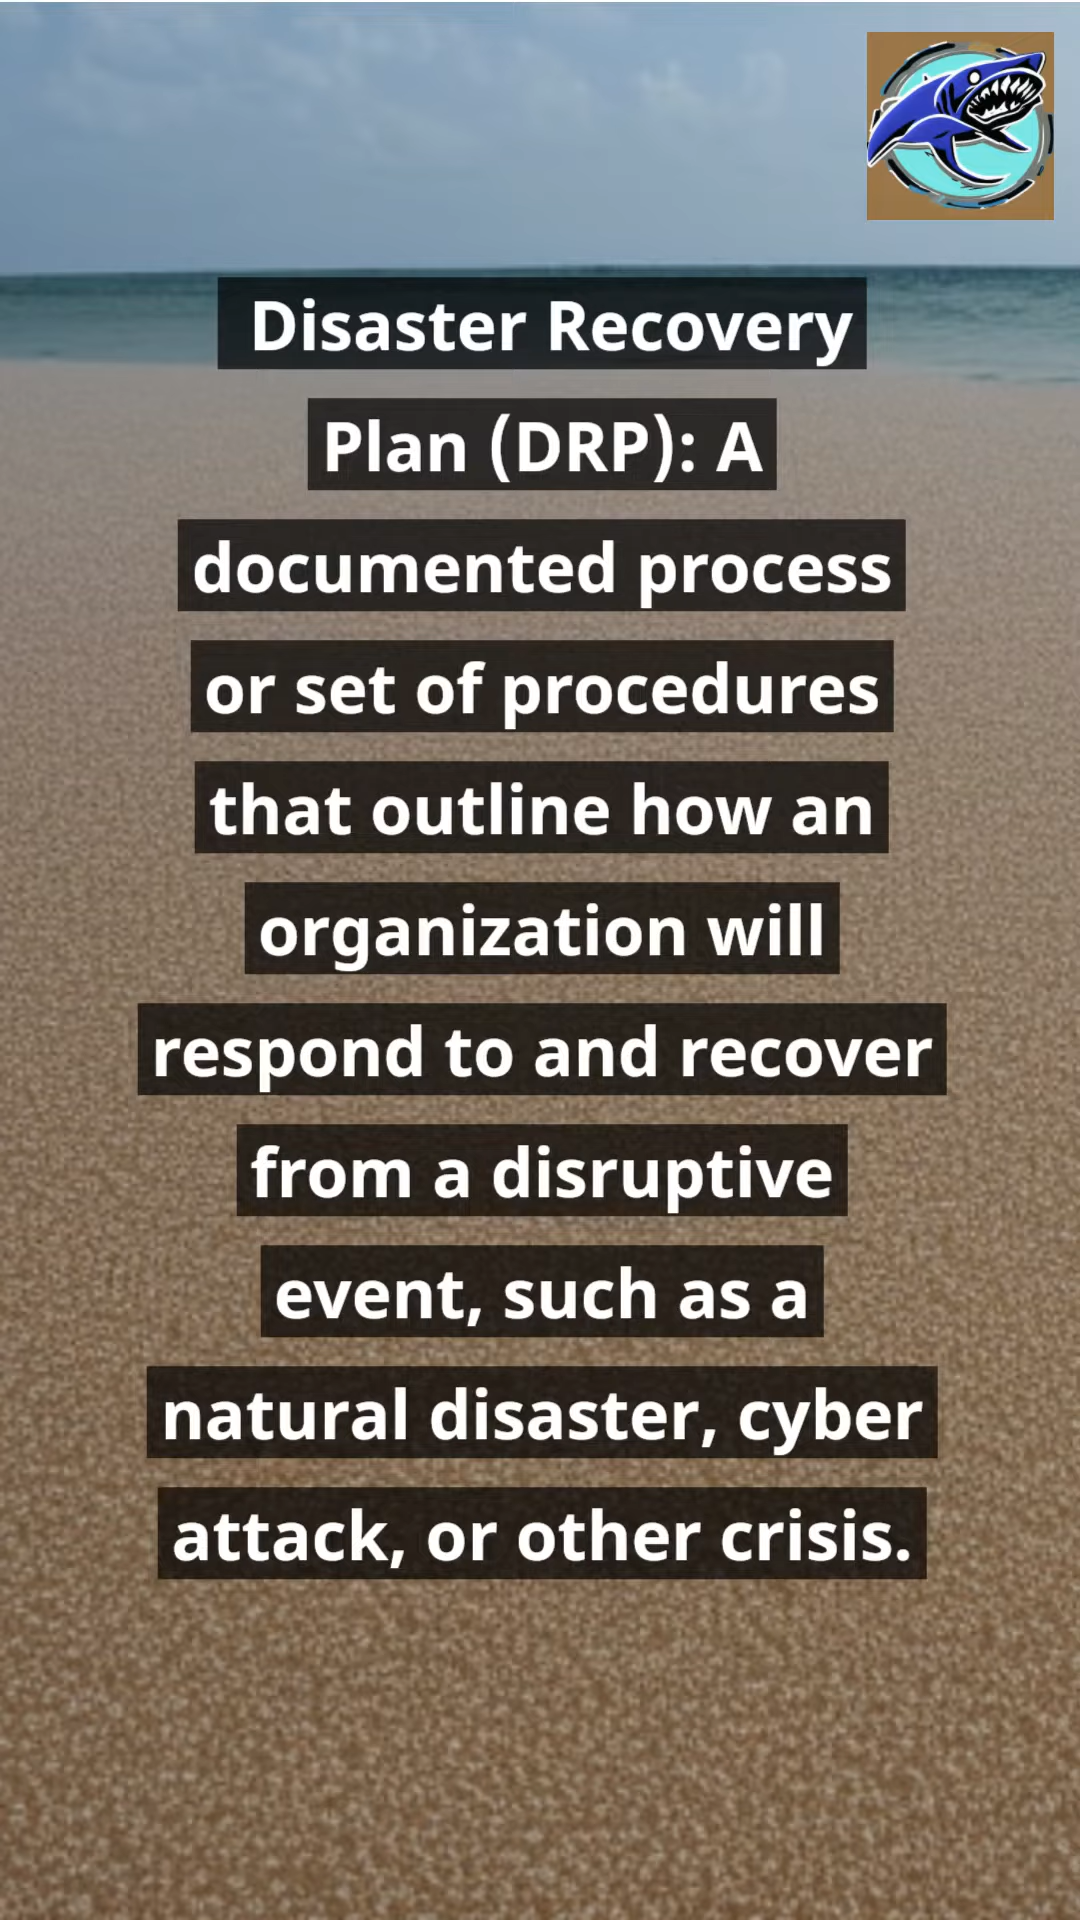 Disaster Recovery
Plan (DRP): A
documented process
or set of procedures
that outline how an
organization will
respond to and recover
from a disruptive
event, such as a
natural disaster, cyber
attack, or other crisis.